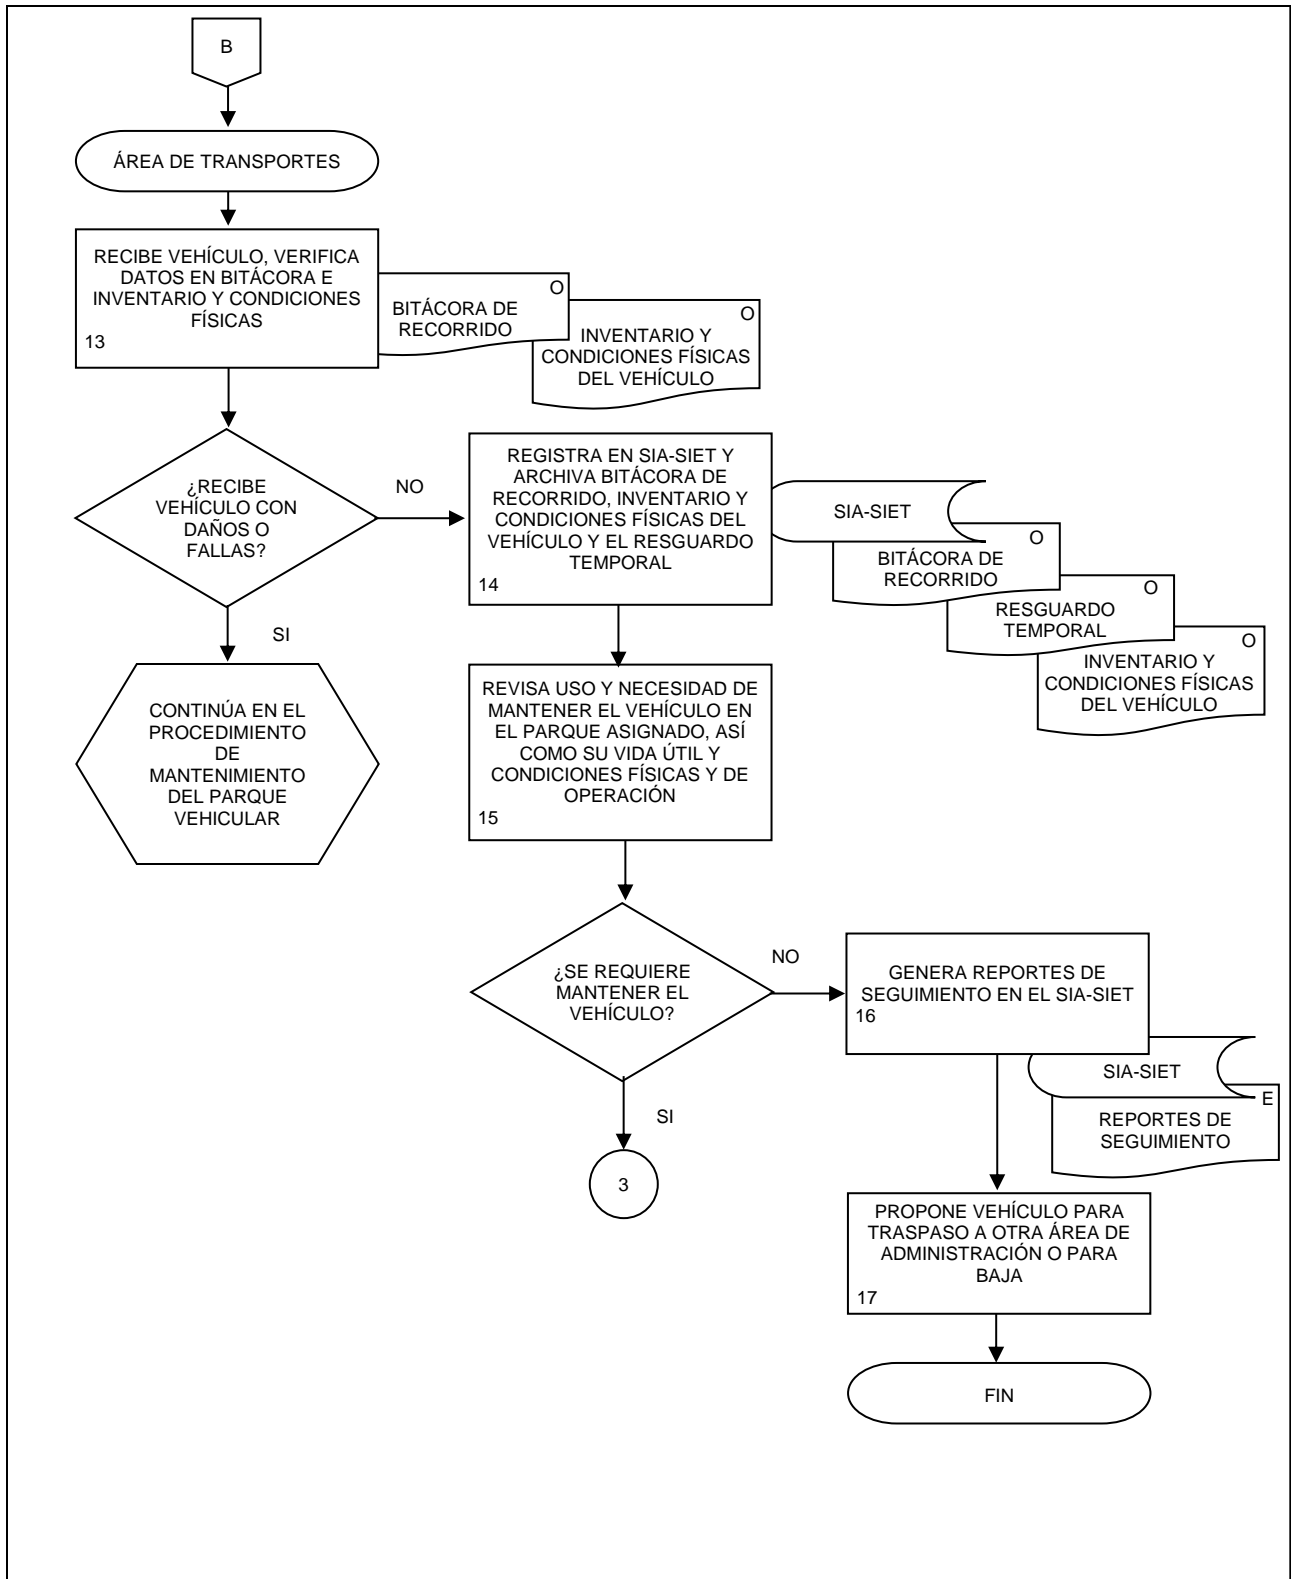 B
ÁREA DE TRANSPORTES
RECIBE VEHÍCULO, VERIFICA
DATOS EN BITÁCORA E
INVENTARIO Y CONDICIONES
FÍSICAS
13
O
BITÁCORA DE
RECORRIDO
O
INVENTARIO Y
CONDICIONES FÍSICAS
DEL VEHÍCULO
¿RECIBE
VEHÍCULO CON
DAÑOS O
FALLAS?
NO
SI
CONTINÚA EN EL
PROCEDIMIENTO
DE
MANTENIMIENTO
DEL PARQUE
VEHICULAR
REGISTRA EN SIA-SIET Y
ARCHIVA BITÁCORA DE
RECORRIDO, INVENTARIO Y
CONDICIONES FÍSICAS DEL
VEHÍCULO Y EL RESGUARDO
TEMPORAL
14
SIA-SIET
O
BITÁCORA DE
RECORRIDO
O
RESGUARDO
TEMPORAL
O
INVENTARIO Y
CONDICIONES FÍSICAS
DEL VEHÍCULO
REVISA USO Y NECESIDAD DE
MANTENER EL VEHÍCULO EN
EL PARQUE ASIGNADO, ASÍ
COMO SU VIDA ÚTIL Y
CONDICIONES FÍSICAS Y DE
OPERACIÓN
15
¿SE REQUIERE
MANTENER EL
VEHÍCULO?
NO
SI
3
GENERA REPORTES DE
SEGUIMIENTO EN EL SIA-SIET
16
SIA-SIET
E
REPORTES DE
SEGUIMIENTO
PROPONE VEHÍCULO PARA
TRASPASO A OTRA ÁREA DE
ADMINISTRACIÓN O PARA
BAJA
17
FIN